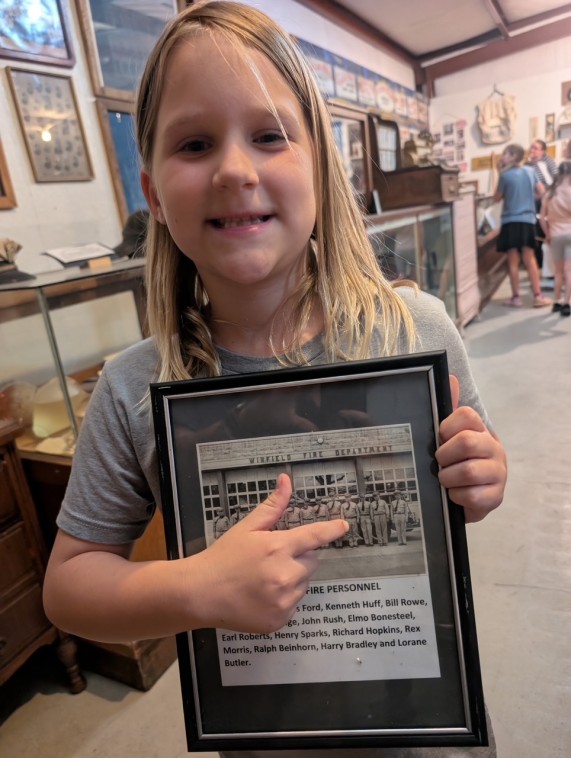 WINFIELD FIRE DEPARTMENT
FIRE PERSONNEL
Ford, Kenneth Huff, Bill Rowe,
John Rush, Elmo Bonesteel,
Earl Roberts, Henry Sparks, Richard Hopkins, Rex
Morris, Ralph Beinhorn, Harry Bradley and Lorane
Butler.